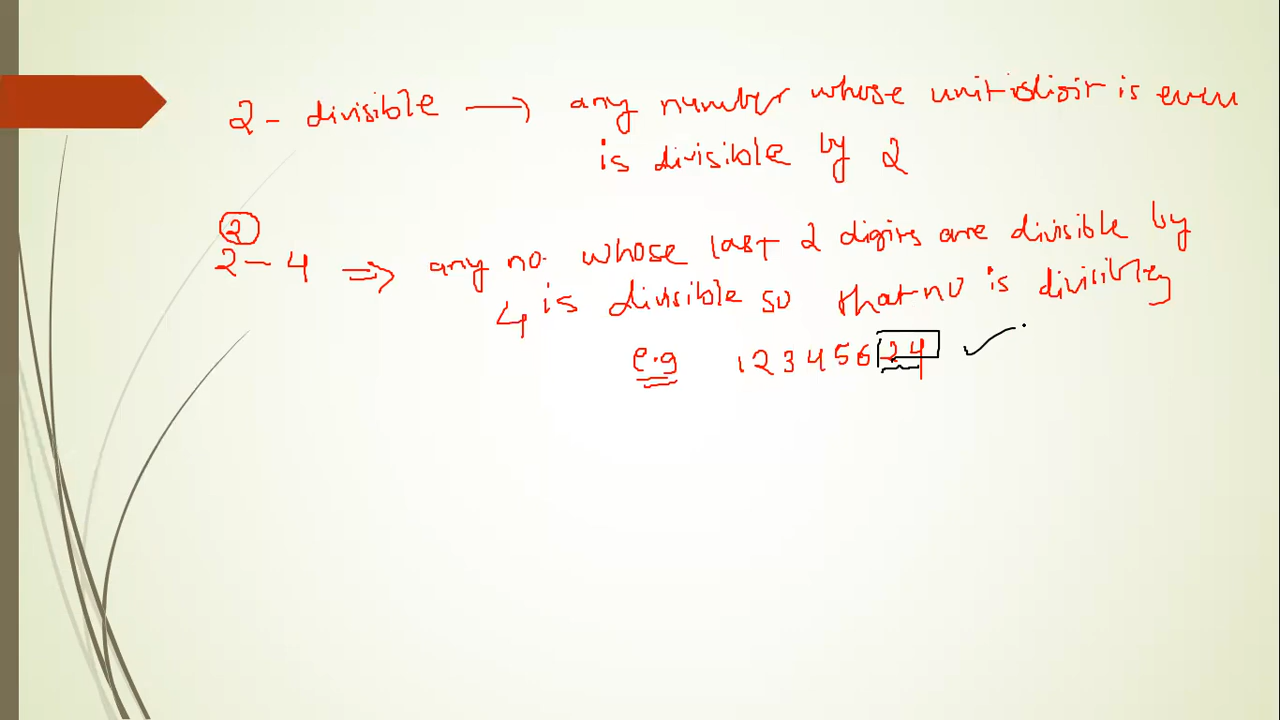 2 - divisible → any number whose unit's digit is even
is divisible by 2
2
2 - 4 ⇒ any no. whose last 2 digits are divisible by
4 is divisible so that no is divisible
e.g 12345624 ✓